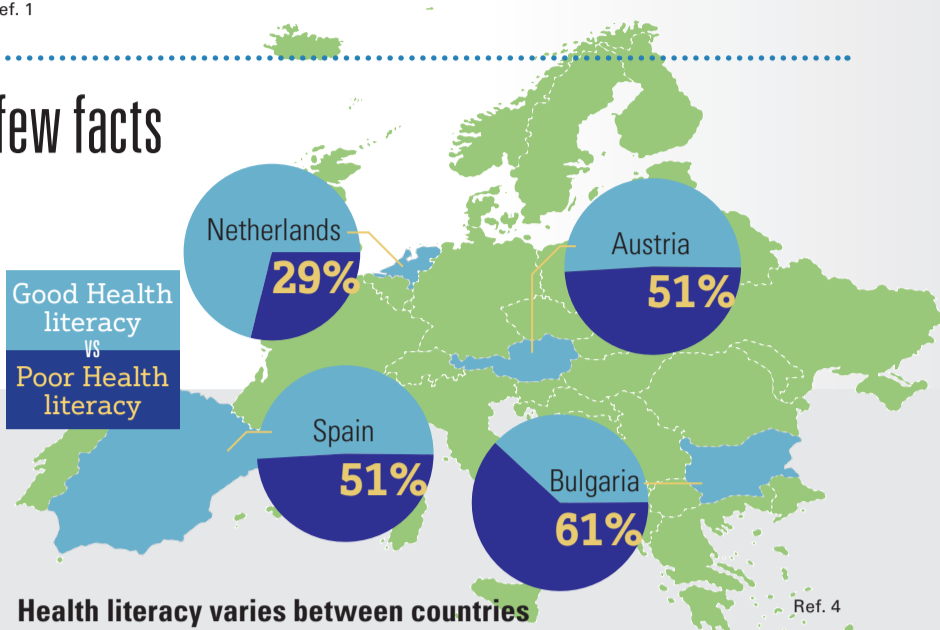 ef. 1
few facts
Netherlands
29%
Austria
51%
Good Health
literacy
VS
Poor Health
literacy
Spain
51%
Bulgaria
61%
Health literacy varies between countries
Ref. 4